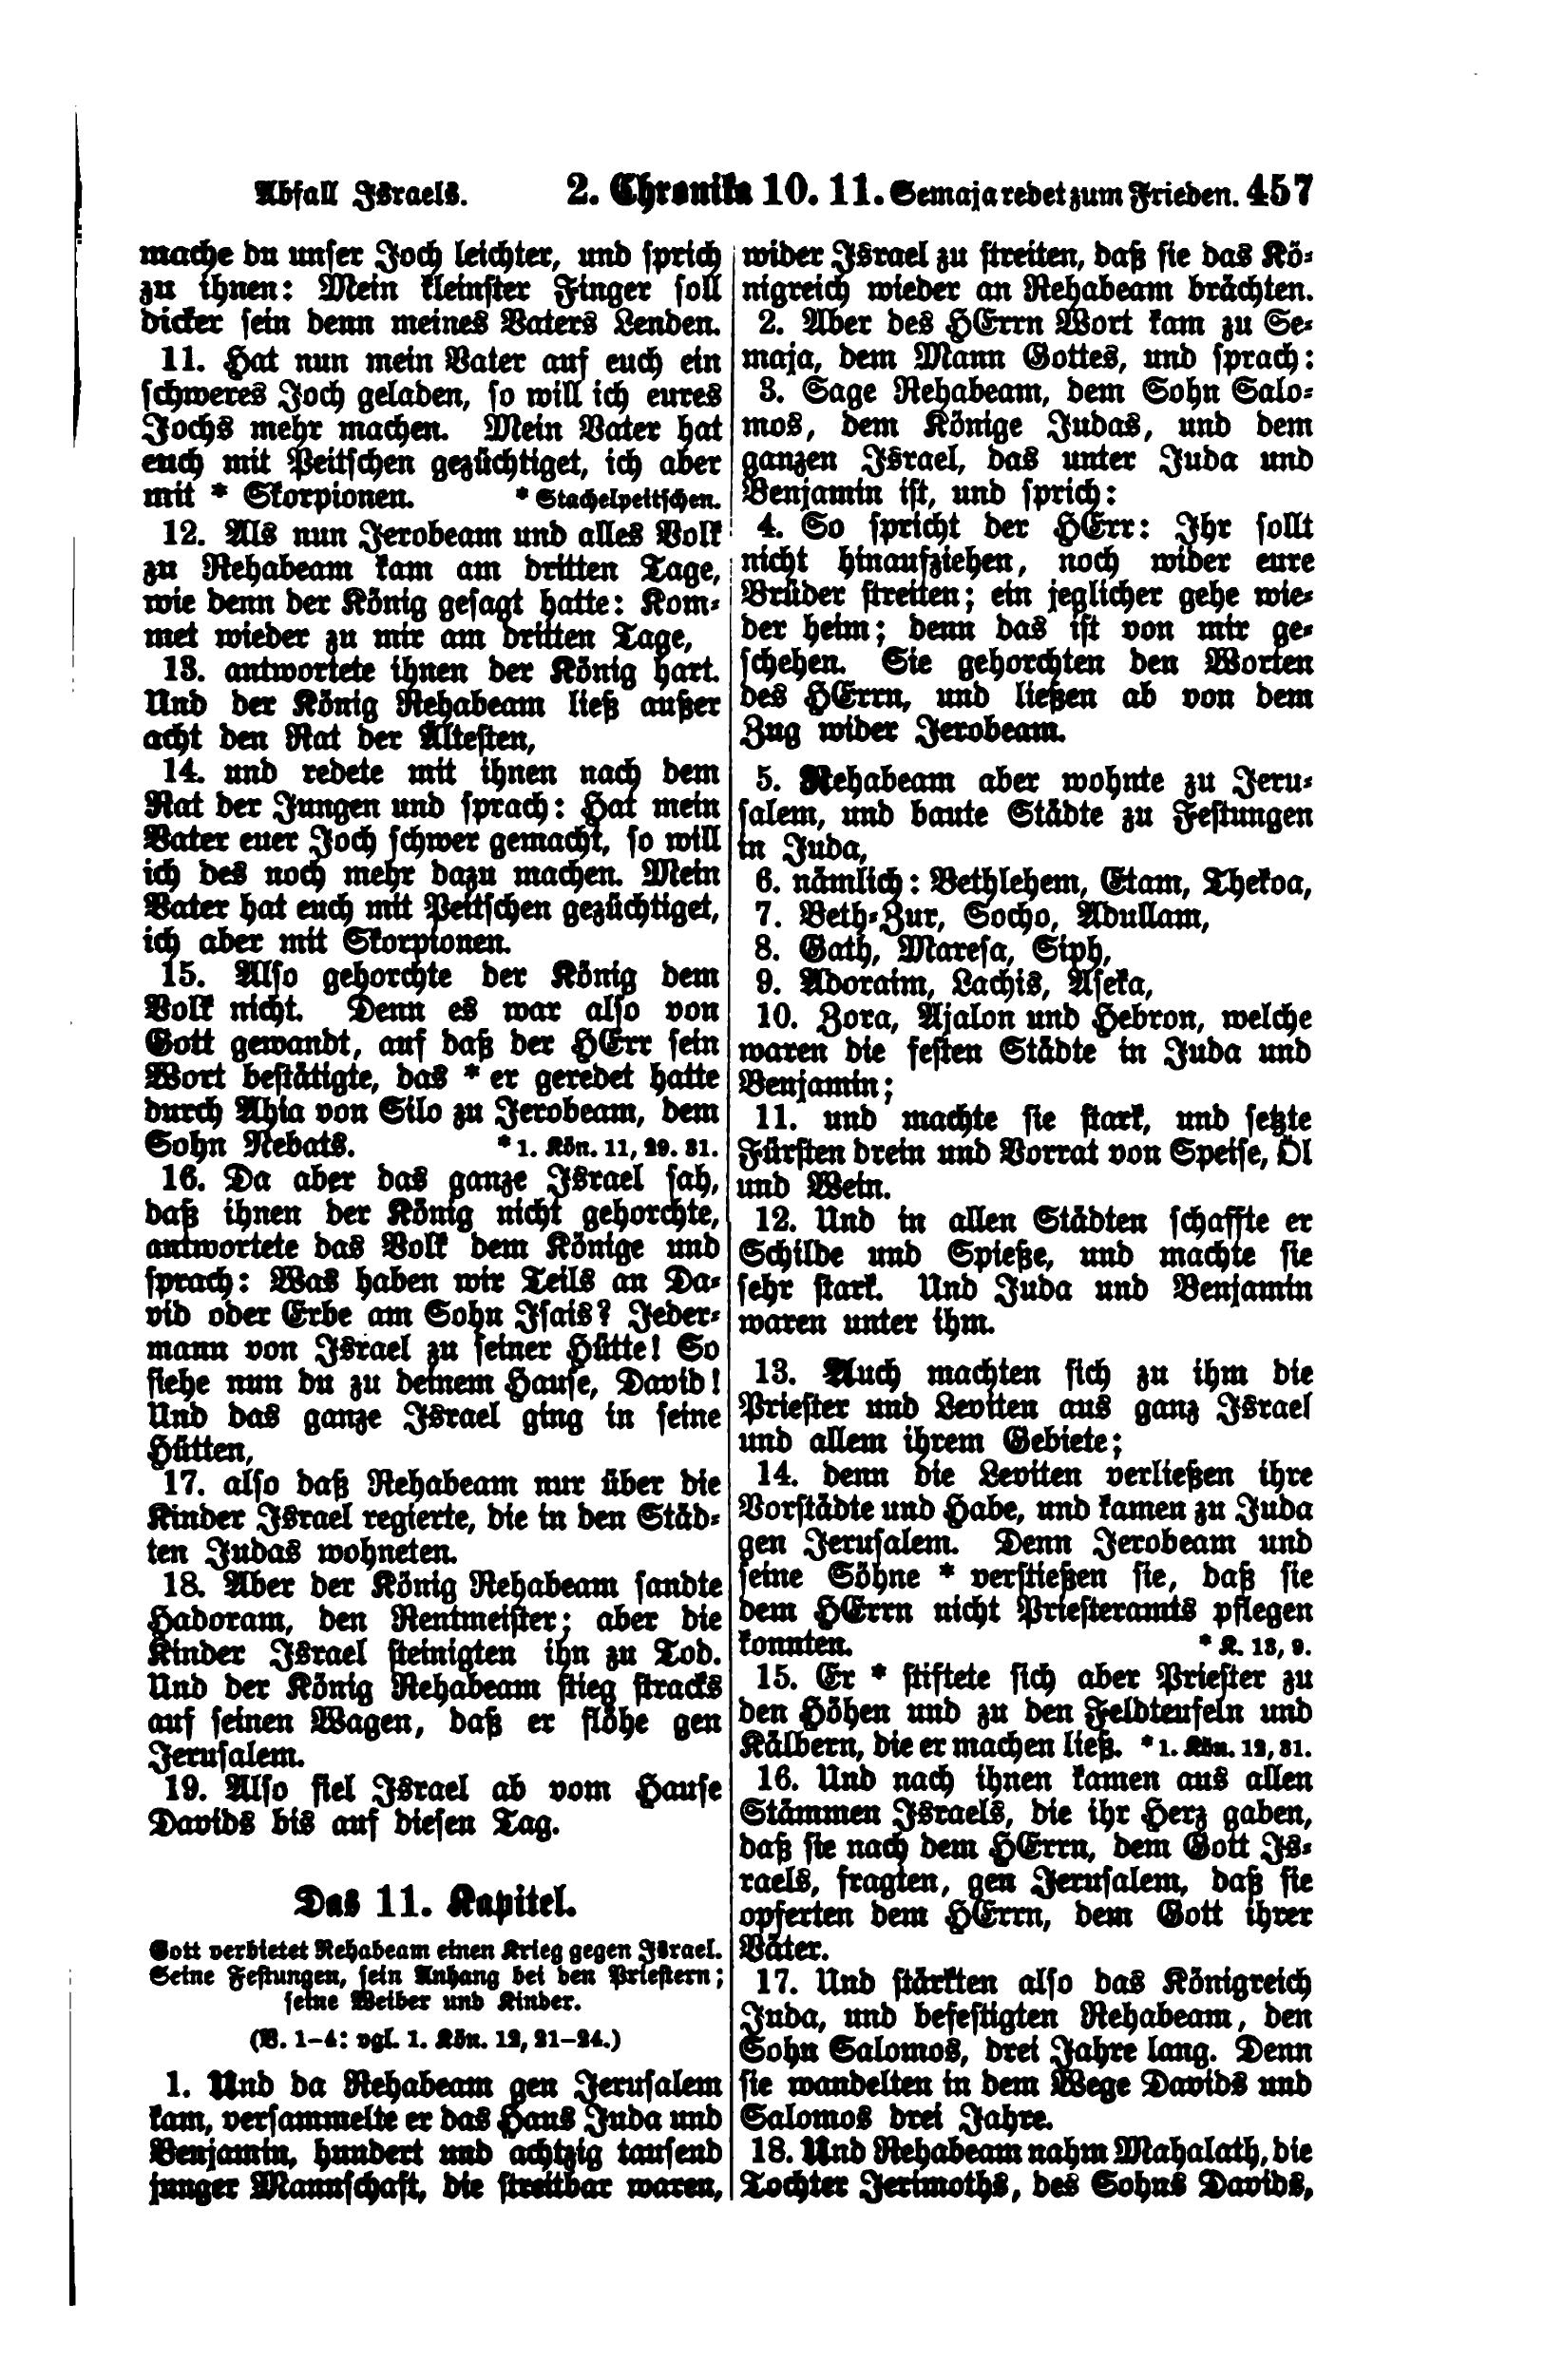 Abfall Israels. 2. Chronika 10. 11. Semaja redet zum Frieden. 457
mache du unser Joch leichter, und sprich
zu ihnen: Mein kleinster Finger soll
dicker sein denn meines Vaters Lenden.
11. Hat nun mein Vater auf euch ein
schweres Joch geladen, so will ich eures
Jochs mehr machen. Mein Vater hat
euch mit Peitschen gezüchtiget, ich aber
mit * Skorpionen. * Stachelpeitschen.
12. Als nun Jerobeam und alles Volk
zu Rehabeam kam am dritten Tage,
wie denn der König gesagt hatte: Kom-
met wieder zu mir am dritten Tage,
13. antwortete ihnen der König hart.
Und der König Rehabeam ließ außer
acht den Rat der Ältesten,
14. und redete mit ihnen nach dem
Rat der Jungen und sprach: Hat mein
Vater euer Joch schwer gemacht, so will
ich des noch mehr dazu machen. Mein
Vater hat euch mit Peitschen gezüchtiget,
ich aber mit Skorpionen.
15. Also gehorchte der König dem
Volk nicht. Denn es war also von
Gott gewandt, auf daß der HErr sein
Wort bestätigte, das * er geredet hatte
durch Ahia von Silo zu Jerobeam, dem
Sohn Nebats. * 1. Kön. 11, 29. 31.
16. Da aber das ganze Israel sah,
daß ihnen der König nicht gehorchte,
antwortete das Volk dem Könige und
sprach: Was haben wir Teils an Da-
vid oder Erbe am Sohn Isais? Jeder-
mann von Israel zu seiner Hütte! So
siehe nun du zu deinem Hause, David!
Und das ganze Israel ging in seine
Hütten,
17. also daß Rehabeam nur über die
Kinder Israel regierte, die in den Städ-
ten Judas wohneten.
18. Aber der König Rehabeam sandte
Hadoram, den Rentmeister; aber die
Kinder Israel steinigten ihn zu Tod.
Und der König Rehabeam stieg stracks
auf seinen Wagen, daß er flöhe gen
Jerusalem.
19. Also fiel Israel ab vom Hause
Davids bis auf diesen Tag.
Das 11. Kapitel.
Gott verbietet Rehabeam einen Krieg gegen Israel.
Seine Festungen, sein Anhang bei den Priestern;
seine Weiber und Kinder.
(V. 1–4: vgl. 1. Kön. 12, 21–24.)
1. Und da Rehabeam gen Jerusalem
kam, versammelte er das Haus Juda und
Benjamin, hundert und achtzig tausend
junger Mannschaft, die streitbar waren,
wider Israel zu streiten, daß sie das Kö-
nigreich wieder an Rehabeam brächten.
2. Aber des HErrn Wort kam zu Se-
maja, dem Mann Gottes, und sprach:
3. Sage Rehabeam, dem Sohn Salo-
mos, dem Könige Judas, und dem
ganzen Israel, das unter Juda und
Benjamin ist, und sprich:
4. So spricht der HErr: Ihr sollt
nicht hinaufziehen, noch wider eure
Brüder streiten; ein jeglicher gehe wie-
der heim; denn das ist von mir ge-
schehen. Sie gehorchten den Worten
des HErrn, und ließen ab von dem
Zug wider Jerobeam.
5. Rehabeam aber wohnte zu Jeru-
salem, und baute Städte zu Festungen
in Juda,
6. nämlich: Bethlehem, Etam, Thekoa,
7. Beth-Zur, Socho, Adullam,
8. Gath, Maresa, Siph,
9. Adoraim, Lachis, Aseka,
10. Zora, Ajalon und Hebron, welche
waren die festen Städte in Juda und
Benjamin;
11. und machte sie stark, und setzte
Fürsten drein und Vorrat von Speise, Öl
und Wein.
12. Und in allen Städten schaffte er
Schilde und Spieße, und machte sie
sehr stark. Und Juda und Benjamin
waren unter ihm.
13. Auch machten sich zu ihm die
Priester und Leviten aus ganz Israel
und allem ihrem Gebiete;
14. denn die Leviten verließen ihre
Vorstädte und Habe, und kamen zu Juda
gen Jerusalem. Denn Jerobeam und
seine Söhne * verstießen sie, daß sie
dem HErrn nicht Priesteramts pflegen
konnten. * K. 13, 9.
15. Er * stiftete sich aber Priester zu
den Höhen und zu den Feldteufeln und
Kälbern, die er machen ließ. * 1. Kön. 12, 31.
16. Und nach ihnen kamen aus allen
Stämmen Israels, die ihr Herz gaben,
daß sie nach dem HErrn, dem Gott Is-
raels, fragten, gen Jerusalem, daß sie
opferten dem HErrn, dem Gott ihrer
Väter.
17. Und stärkten also das Königreich
Juda, und befestigten Rehabeam, den
Sohn Salomos, drei Jahre lang. Denn
sie wandelten in dem Wege Davids und
Salomos drei Jahre.
18. Und Rehabeam nahm Mahalath, die
Tochter Jerimoths, des Sohns Davids,